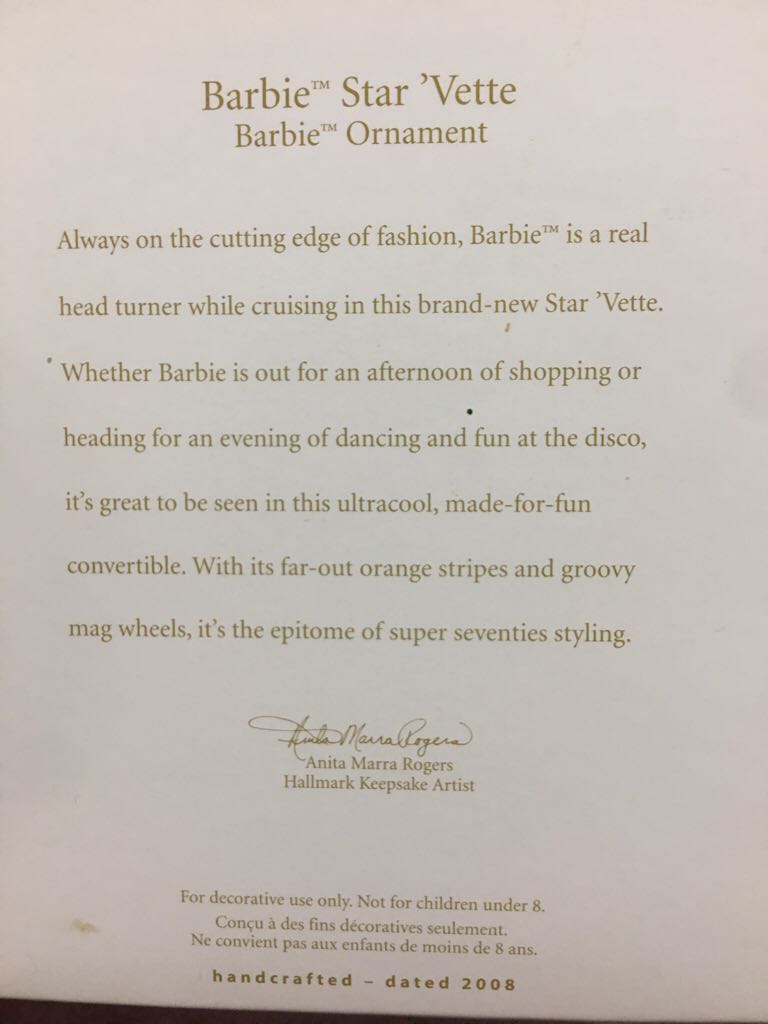 Barbie™ Star ’Vette
Barbie™ Ornament
Always on the cutting edge of fashion, Barbie™ is a real
head turner while cruising in this brand-new Star ’Vette.
Whether Barbie is out for an afternoon of shopping or
heading for an evening of dancing and fun at the disco,
it’s great to be seen in this ultracool, made-for-fun
convertible. With its far-out orange stripes and groovy
mag wheels, it’s the epitome of super seventies styling.
Anita Marra Rogers
Anita Marra Rogers
Hallmark Keepsake Artist
For decorative use only. Not for children under 8.
Conçu à des fins décoratives seulement.
Ne convient pas aux enfants de moins de 8 ans.
handcrafted – dated 2008